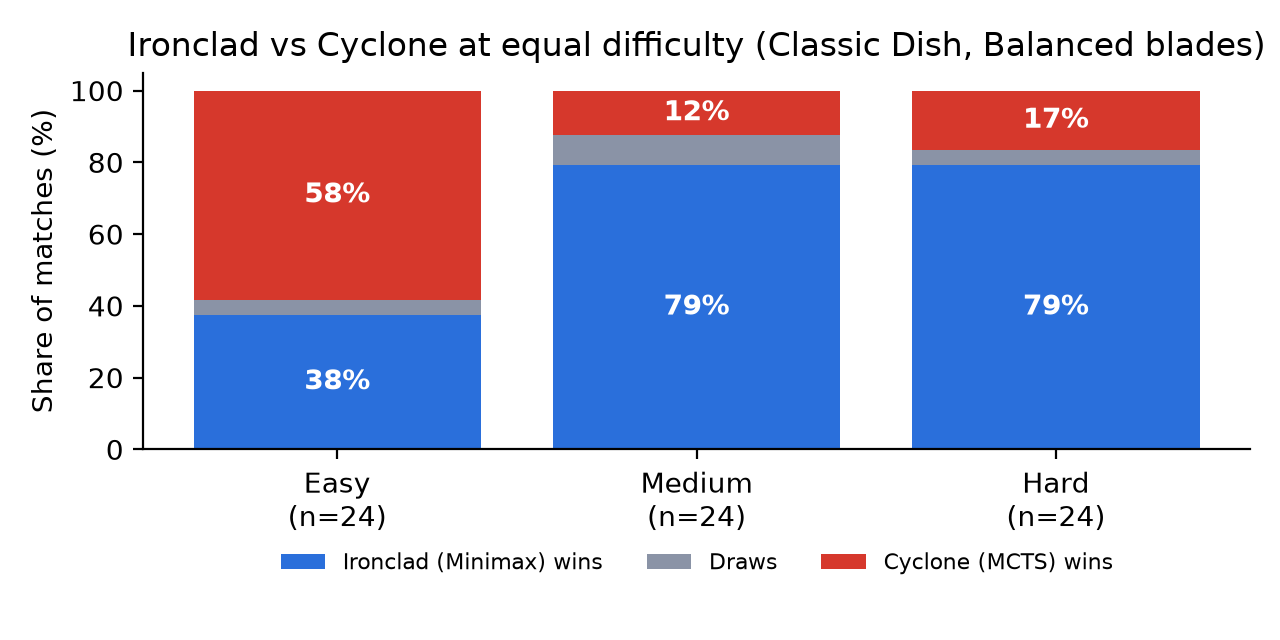 Ironclad vs Cyclone at equal difficulty (Classic Dish, Balanced blades)
Share of matches (%)
100
80
60
40
20
0
58%
38%
12%
79%
17%
79%
Easy
(n=24)
Medium
(n=24)
Hard
(n=24)
Ironclad (Minimax) wins
Draws
Cyclone (MCTS) wins